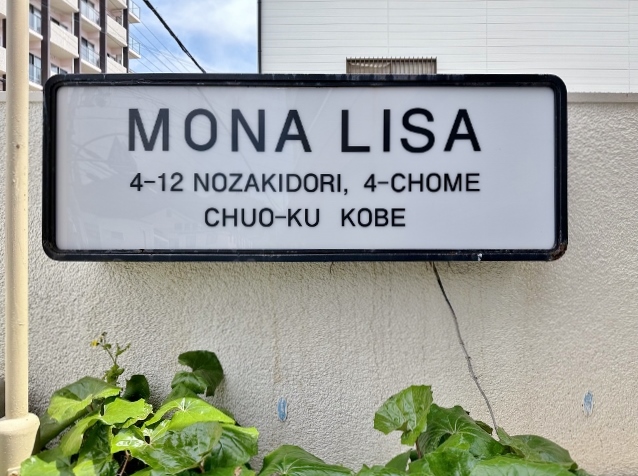 MONA LISA
4-12 NOZAKIDORI, 4-CHOME
CHUO-KU KOBE